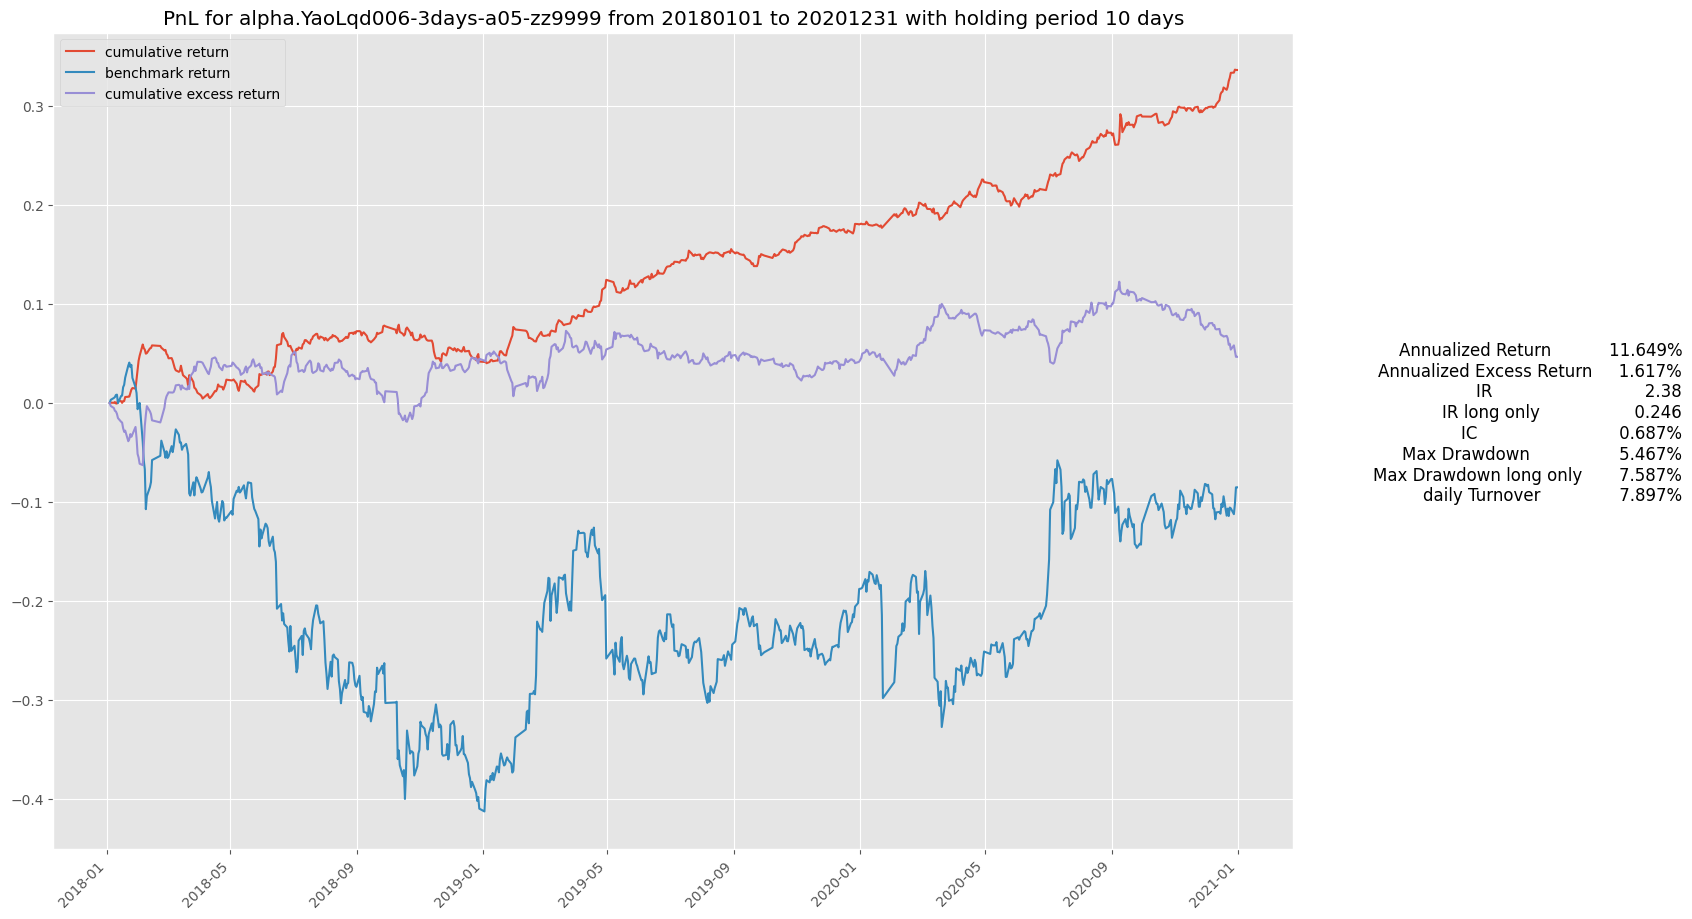 PnL for alpha.YaoLqd006-3days-a05-zz9999 from 20180101 to 20201231 with holding period 10 days
cumulative return
benchmark return
cumulative excess return
0.3
0.2
0.1
0.0
−0.1
−0.2
−0.3
−0.4
2018-01
2018-05
2018-09
2019-01
2019-05
2019-09
2020-01
2020-05
2020-09
2021-01
Annualized Return 11.649%
Annualized Excess Return 1.617%
IR 2.38
IR long only 0.246
IC 0.687%
Max Drawdown 5.467%
Max Drawdown long only 7.587%
daily Turnover 7.897%